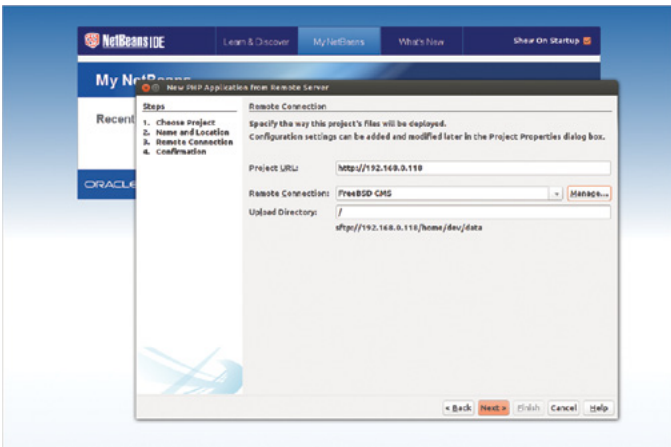 NetBeans IDE
Learn & Discover
My NetBeans
What's New
Show On Startup
My NetBeans
Recent
ORACLE
New PHP Application from Remote Server
Steps
1. Choose Project
2. Name and Location
3. Remote Connection
4. Confirmation
Remote Connection
Specify the way this project's files will be deployed.
Configuration settings can be added and modified later in the Project Properties dialog box.
Project URL: http://192.168.0.118
Remote Connection: FreeBSD CMS Manage...
Upload Directory: /
sftp://192.168.0.118/home/dev/data
< Back Next > Finish Cancel Help